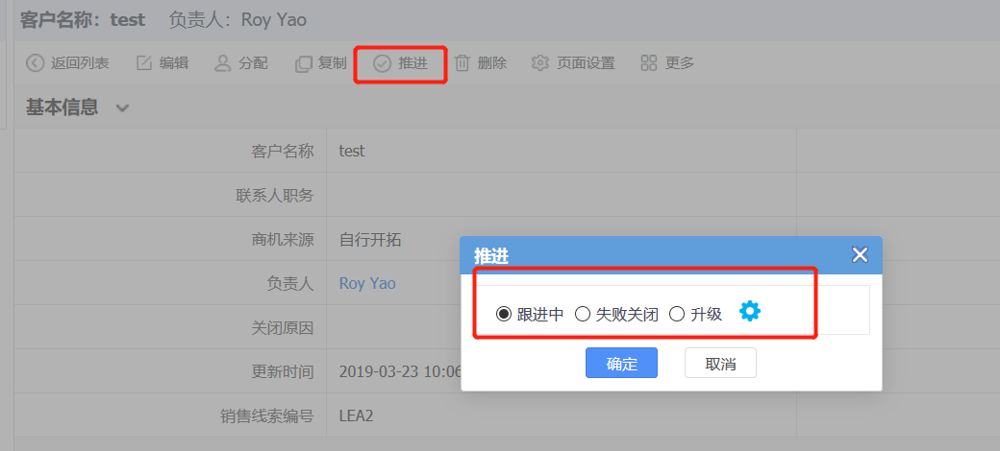 客户名称：test 负责人：Roy Yao
返回列表 编辑 分配 复制 推进 删除 页面设置 更多
基本信息
客户名称 test
联系人职务
商机来源 自行开拓
负责人 Roy Yao
关闭原因
更新时间 2019-03-23 10:06
销售线索编号 LEA2
推进
跟进中 失败关闭 升级
确定 取消